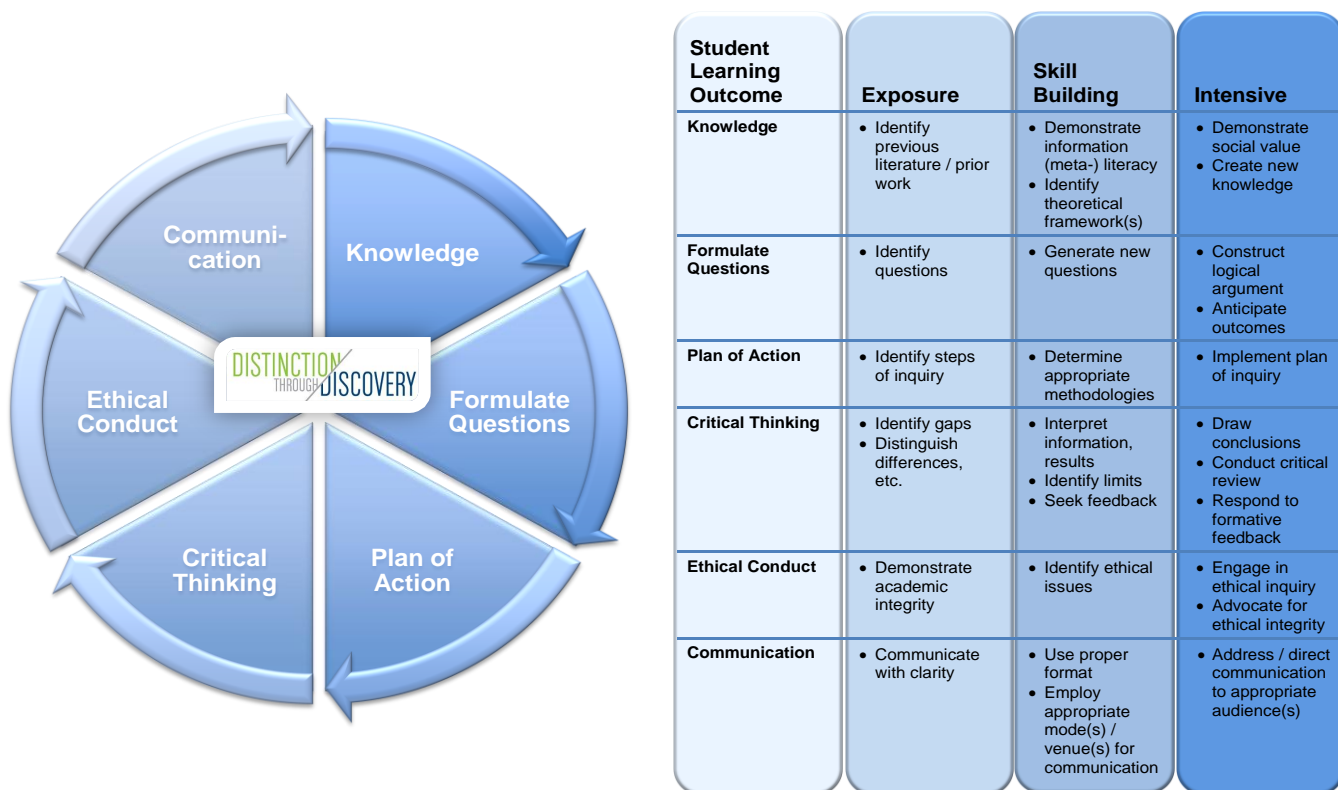 Communi-
cation
Knowledge
Ethical
Conduct
DISTINCTION
THROUGH DISCOVERY
Formulate
Questions
Critical
Thinking
Plan of
Action
Student
Learning
Outcome
Exposure
Skill
Building
Intensive
Knowledge
• Identify
previous
literature / prior
work
• Demonstrate
information
(meta-) literacy
• Identify
theoretical
framework(s)
• Demonstrate
social value
• Create new
knowledge
Formulate
Questions
• Identify
questions
• Generate new
questions
• Construct
logical
argument
• Anticipate
outcomes
Plan of Action
• Identify steps
of inquiry
• Determine
appropriate
methodologies
• Implement plan
of inquiry
Critical Thinking
• Identify gaps
• Distinguish
differences,
etc.
• Interpret
information,
results
• Identify limits
• Seek feedback
• Draw
conclusions
• Conduct critical
review
• Respond to
formative
feedback
Ethical Conduct
• Demonstrate
academic
integrity
• Identify ethical
issues
• Engage in
ethical inquiry
• Advocate for
ethical integrity
Communication
• Communicate
with clarity
• Use proper
format
• Employ
appropriate
mode(s) /
venue(s) for
communication
• Address / direct
communication
to appropriate
audience(s)